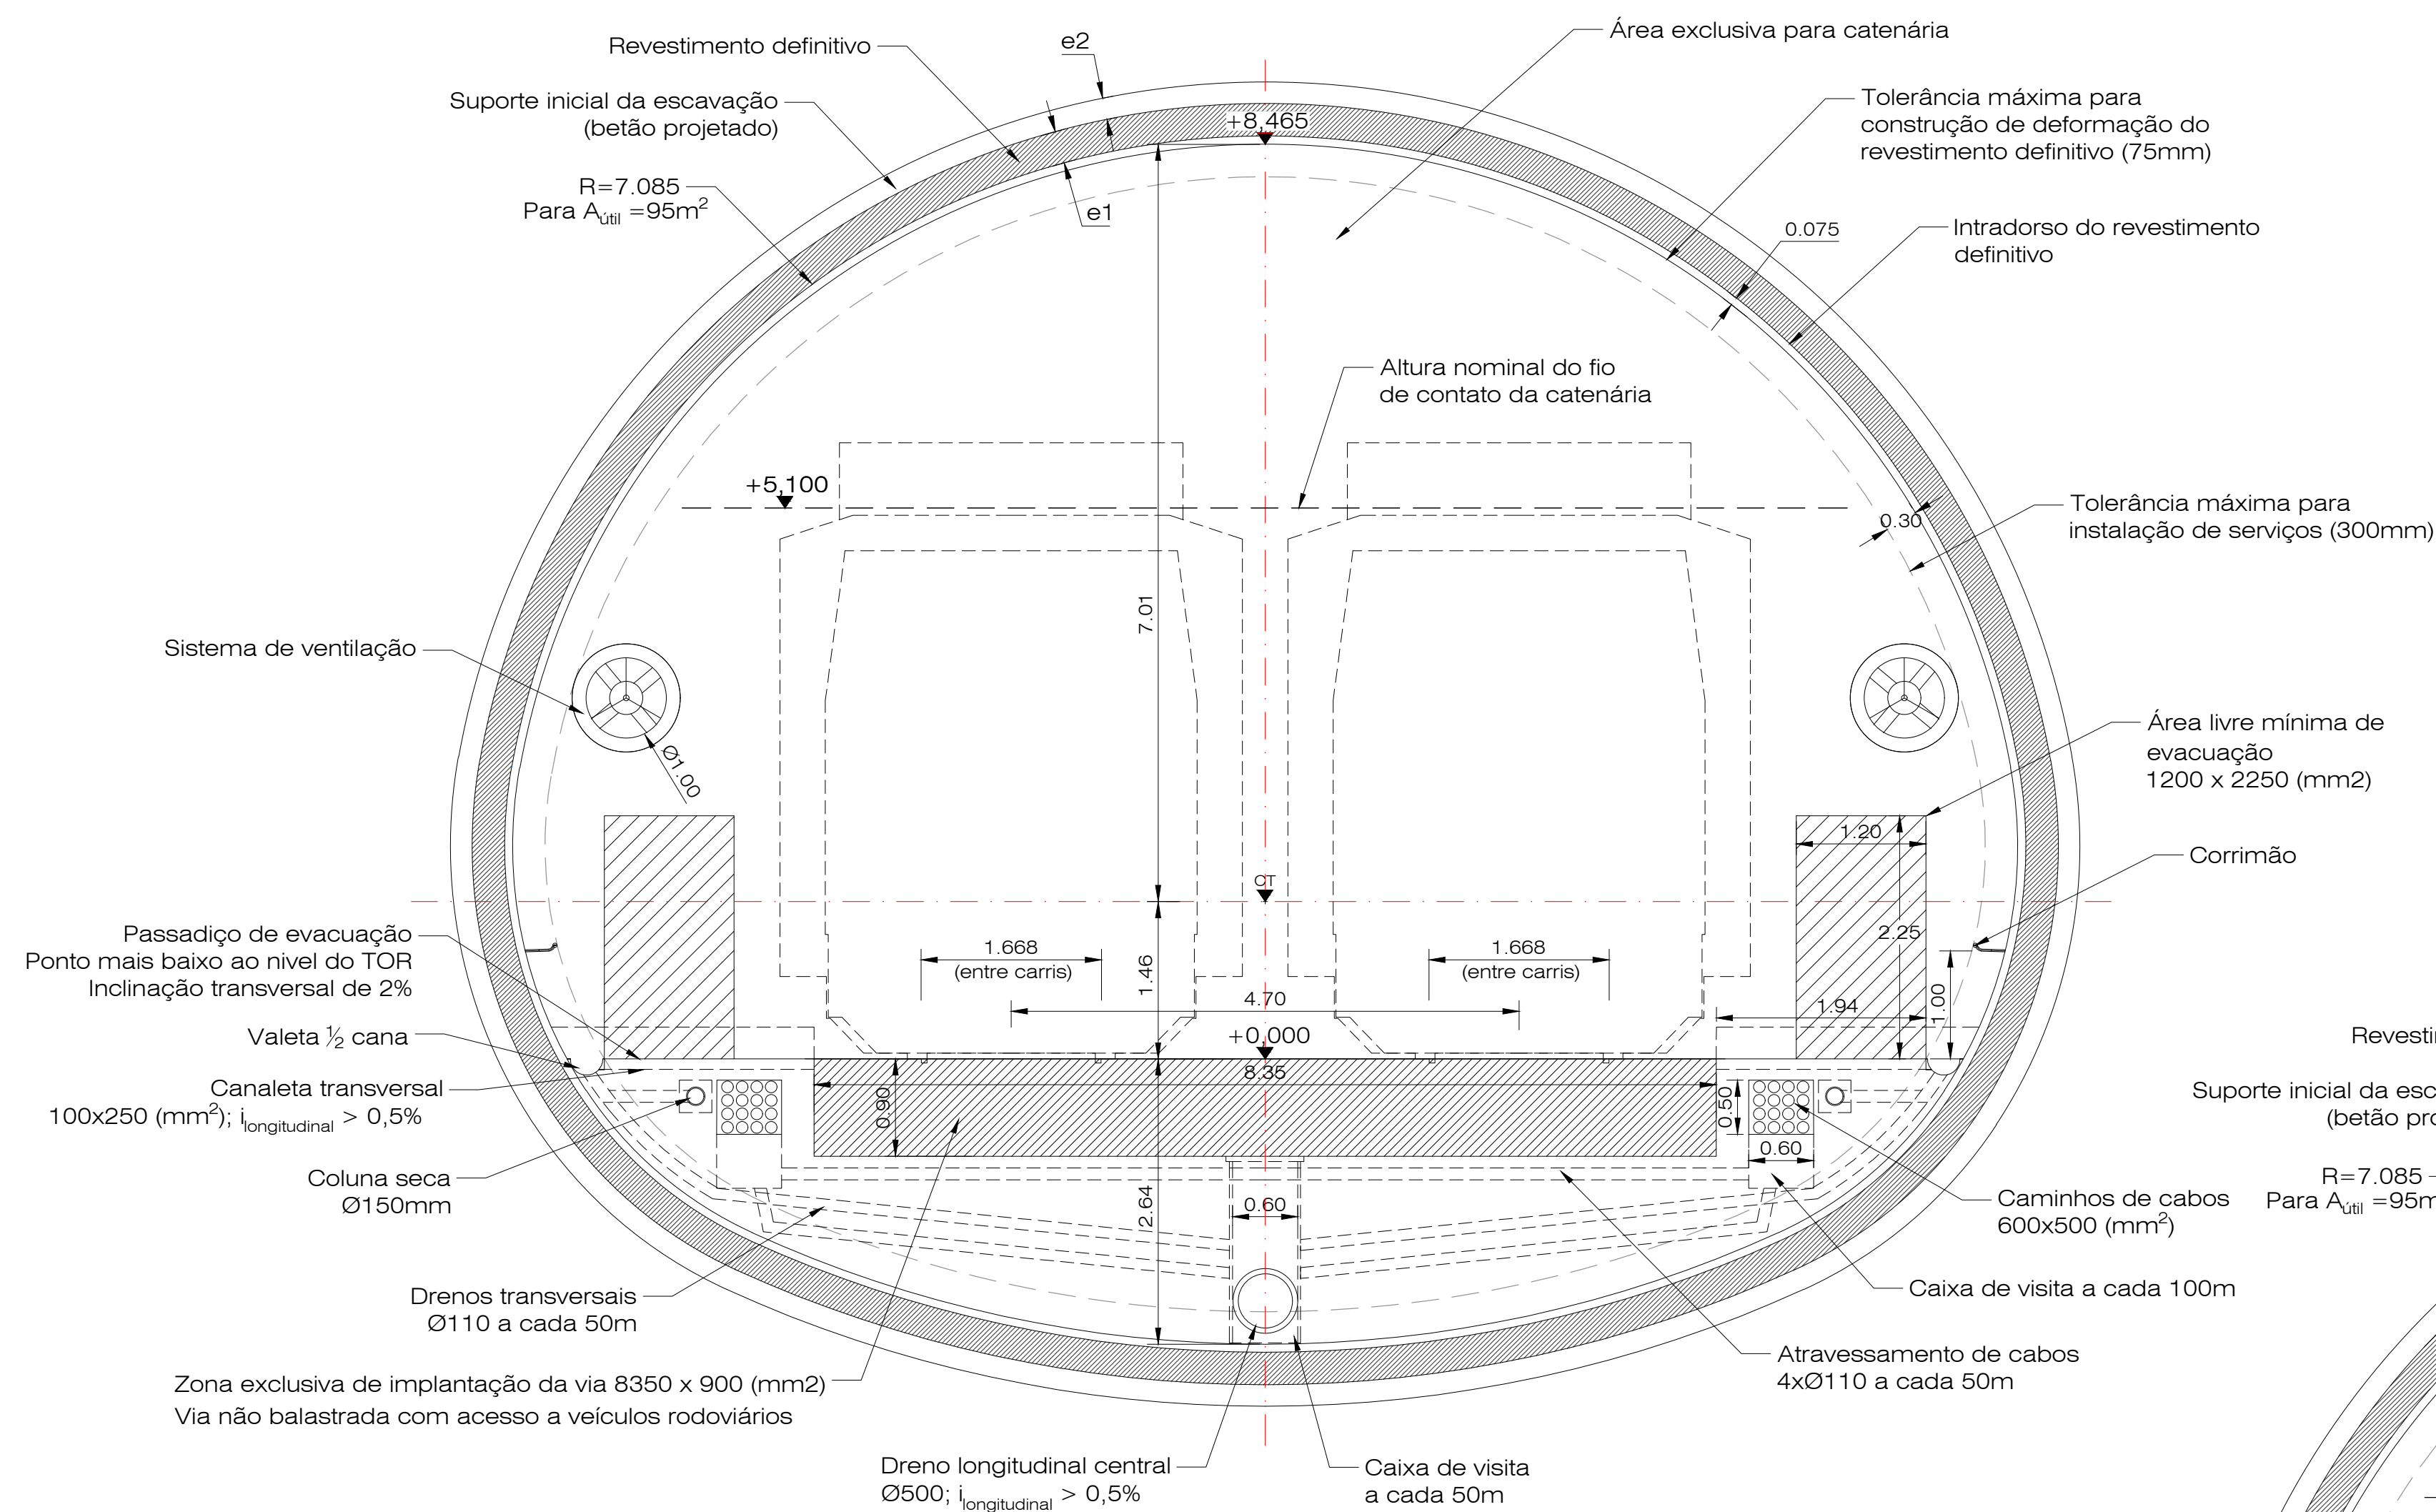 Revestimento definitivo
e2
Área exclusiva para catenária
Suporte inicial da escavação
(betão projetado)
+8,465
Tolerância máxima para
construção de deformação do
revestimento definitivo (75mm)
R=7.085
Para Aútil =95m²
e1
0.075
Intradorso do revestimento
definitivo
Altura nominal do fio
de contato da catenária
+5,100
0.30
Tolerância máxima para
instalação de serviços (300mm)
7.01
Sistema de ventilação
Ø1.00
Área livre mínima de
evacuação
1200 x 2250 (mm2)
1.20
Corrimão
CT
2.25
Passadiço de evacuação
Ponto mais baixo ao nivel do TOR
Inclinação transversal de 2%
1.668
(entre carris)
1.668
(entre carris)
1.46
4.70
1.94
1.00
Valeta ½ cana
+0,000
Revesti
8.35
Canaleta transversal
100x250 (mm²); ilongitudinal > 0,5%
0.90
0.50
Suporte inicial da esc
(betão pro
0.60
Coluna seca
Ø150mm
2.64
0.60
Caminhos de cabos
600x500 (mm²)
R=7.085
Para Aútil =95m
Drenos transversais
Ø110 a cada 50m
Caixa de visita a cada 100m
Atravessamento de cabos
4xØ110 a cada 50m
Zona exclusiva de implantação da via 8350 x 900 (mm2)
Via não balastrada com acesso a veículos rodoviários
Dreno longitudinal central
Ø500; ilongitudinal > 0,5%
Caixa de visita
a cada 50m